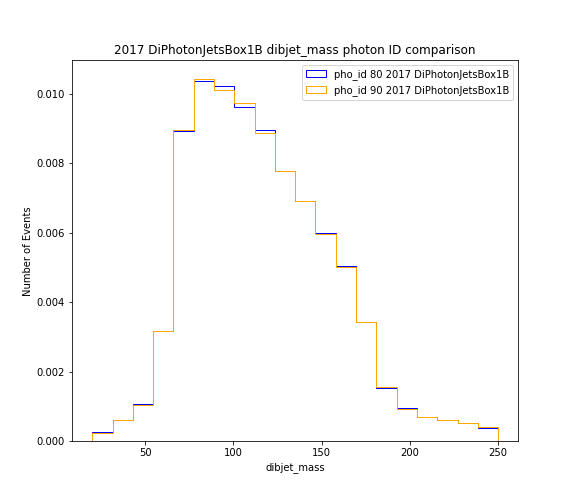 2017 DiPhotonJetsBox1B dibjet_mass photon ID comparison
pho_id 80 2017 DiPhotonJetsBox1B
pho_id 90 2017 DiPhotonJetsBox1B
Number of Events
0.010
0.008
0.006
0.004
0.002
0.000
50
100
150
200
250
dibjet_mass